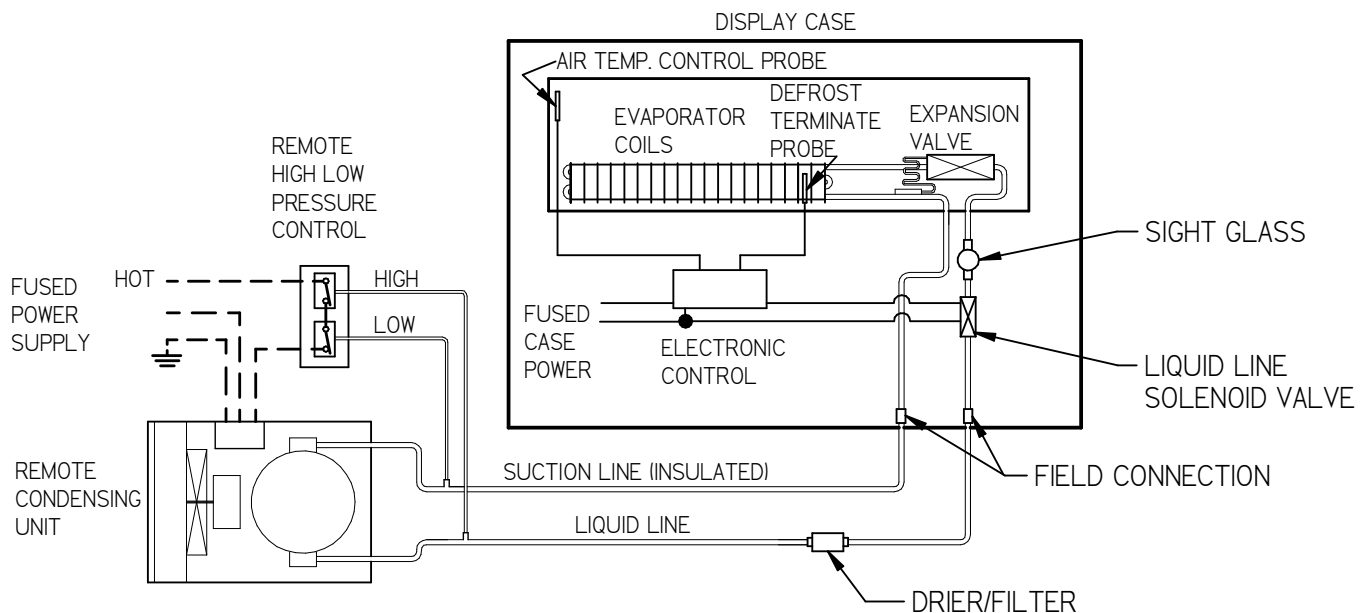 DISPLAY CASE
AIR TEMP. CONTROL PROBE
EVAPORATOR
COILS
DEFROST
TERMINATE
PROBE
EXPANSION
VALVE
REMOTE
HIGH LOW
PRESSURE
CONTROL
SIGHT GLASS
FUSED
POWER
SUPPLY
HOT
HIGH
LOW
FUSED
CASE
POWER
ELECTRONIC
CONTROL
LIQUID LINE
SOLENOID VALVE
REMOTE
CONDENSING
UNIT
SUCTION LINE (INSULATED)
FIELD CONNECTION
LIQUID LINE
DRIER/FILTER